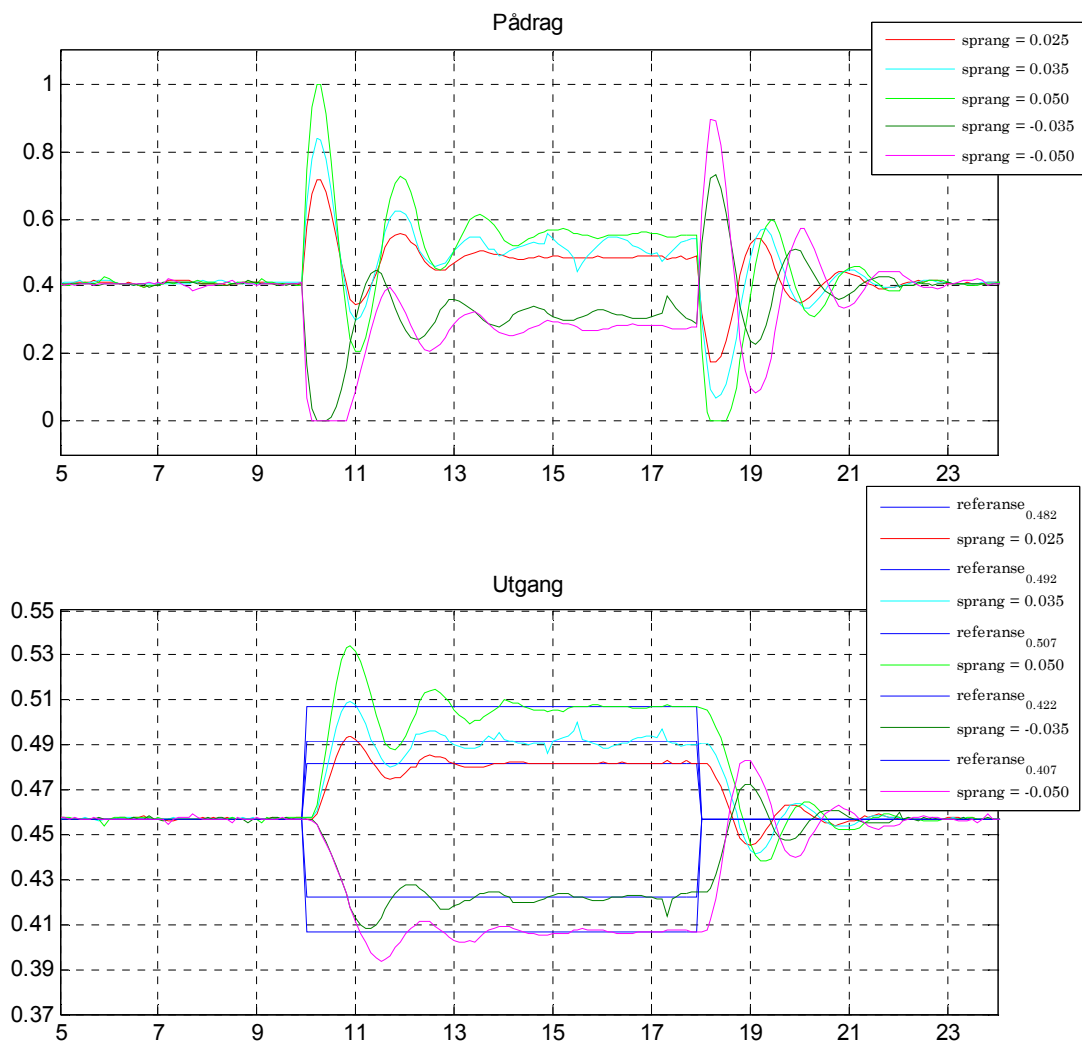 Pådrag
sprang = 0.025
sprang = 0.035
sprang = 0.050
sprang = -0.035
sprang = -0.050
1
0.8
0.6
0.4
0.2
0
5 7 9 11 13 15 17 19 21 23
referanse0.482
sprang = 0.025
referanse0.492
sprang = 0.035
referanse0.507
sprang = 0.050
referanse0.422
sprang = -0.035
referanse0.407
sprang = -0.050
Utgang
0.55
0.53
0.51
0.49
0.47
0.45
0.43
0.41
0.39
0.37
5 7 9 11 13 15 17 19 21 23